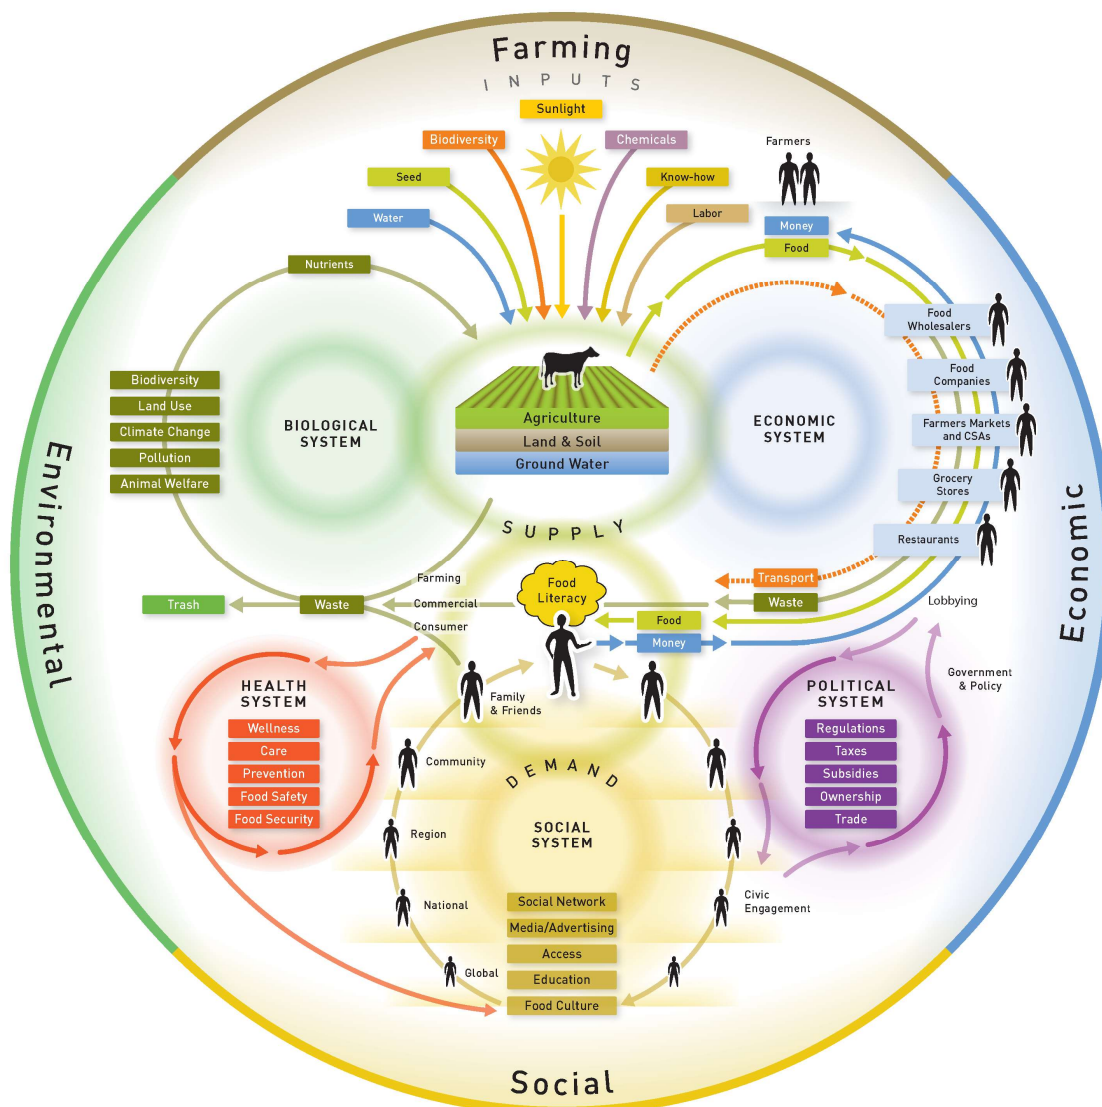 Farming
INPUTS
Sunlight
Biodiversity
Chemicals
Farmers
Seed
Know-how
Water
Labor
Money
Food
Nutrients
Food
Wholesalers
Food
Companies
Farmers Markets
and CSAs
Grocery
Stores
Restaurants
Biodiversity
Land Use
Climate Change
Pollution
Animal Welfare
BIOLOGICAL
SYSTEM
Agriculture
Land & Soil
Ground Water
ECONOMIC
SYSTEM
Environmental
Economic
SUPPLY
Farming
Commercial
Consumer
Trash
Waste
Food
Literacy
Transport
Waste
Food
Money
Lobbying
Government
& Policy
HEALTH
SYSTEM
Wellness
Care
Prevention
Food Safety
Food Security
Family
& Friends
Community
Region
National
Global
DEMAND
SOCIAL
SYSTEM
Social Network
Media/Advertising
Access
Education
Food Culture
POLITICAL
SYSTEM
Regulations
Taxes
Subsidies
Ownership
Trade
Civic
Engagement
Social